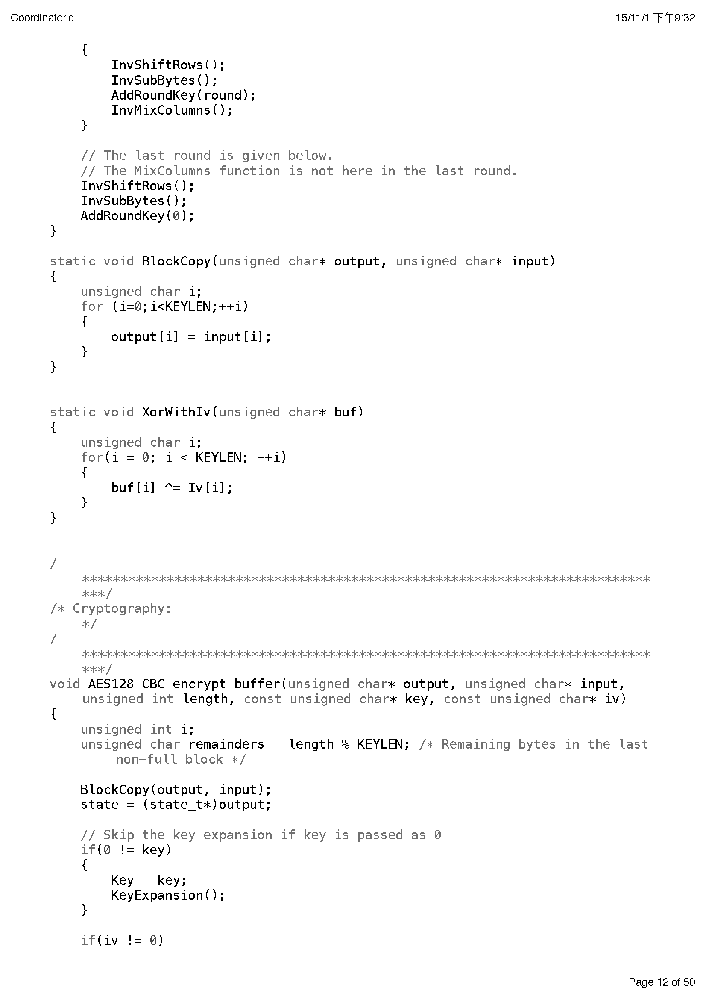 Coordinator.c 15/11/1 下午9:32
{
InvShiftRows();
InvSubBytes();
AddRoundKey(round);
InvMixColumns();
}
// The last round is given below.
// The MixColumns function is not here in the last round.
InvShiftRows();
InvSubBytes();
AddRoundKey(0);
}
static void BlockCopy(unsigned char* output, unsigned char* input)
{
unsigned char i;
for (i=0;i<KEYLEN;++i)
{
output[i] = input[i];
}
}
static void XorWithIv(unsigned char* buf)
{
unsigned char i;
for(i = 0; i < KEYLEN; ++i)
{
buf[i] ^= Iv[i];
}
}
/
**************************************************************************
***/
/* Cryptography:
*/
/
**************************************************************************
***/
void AES128_CBC_encrypt_buffer(unsigned char* output, unsigned char* input,
unsigned int length, const unsigned char* key, const unsigned char* iv)
{
unsigned int i;
unsigned char remainders = length % KEYLEN; /* Remaining bytes in the last
non-full block */
BlockCopy(output, input);
state = (state_t*)output;
// Skip the key expansion if key is passed as 0
if(0 != key)
{
Key = key;
KeyExpansion();
}
if(iv != 0)
Page 12 of 50